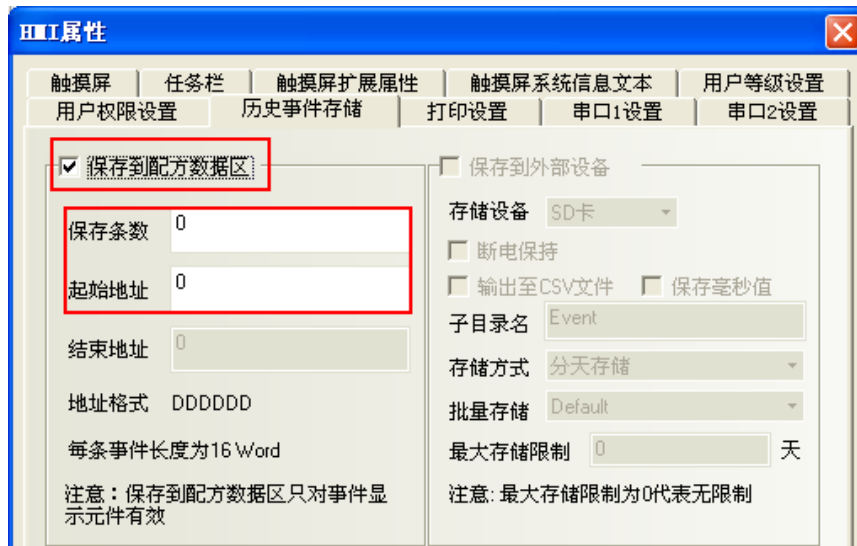 HMI属性
触摸屏 任务栏 触摸屏扩展属性 触摸屏系统信息文本 用户等级设置
用户权限设置 历史事件存储 打印设置 串口1设置 串口2设置
保存到配方数据区
保存条数 0
起始地址 0
结束地址 0
地址格式 DDDDDD
每条事件长度为16 Word
注意：保存到配方数据区只对事件显
示元件有效
保存到外部设备
存储设备 SD卡
断电保持
输出至CSV文件 保存毫秒值
子目录名 Event
存储方式 分天存储
批量存储 Default
最大存储限制 0 天
注意:最大存储限制为0代表无限制